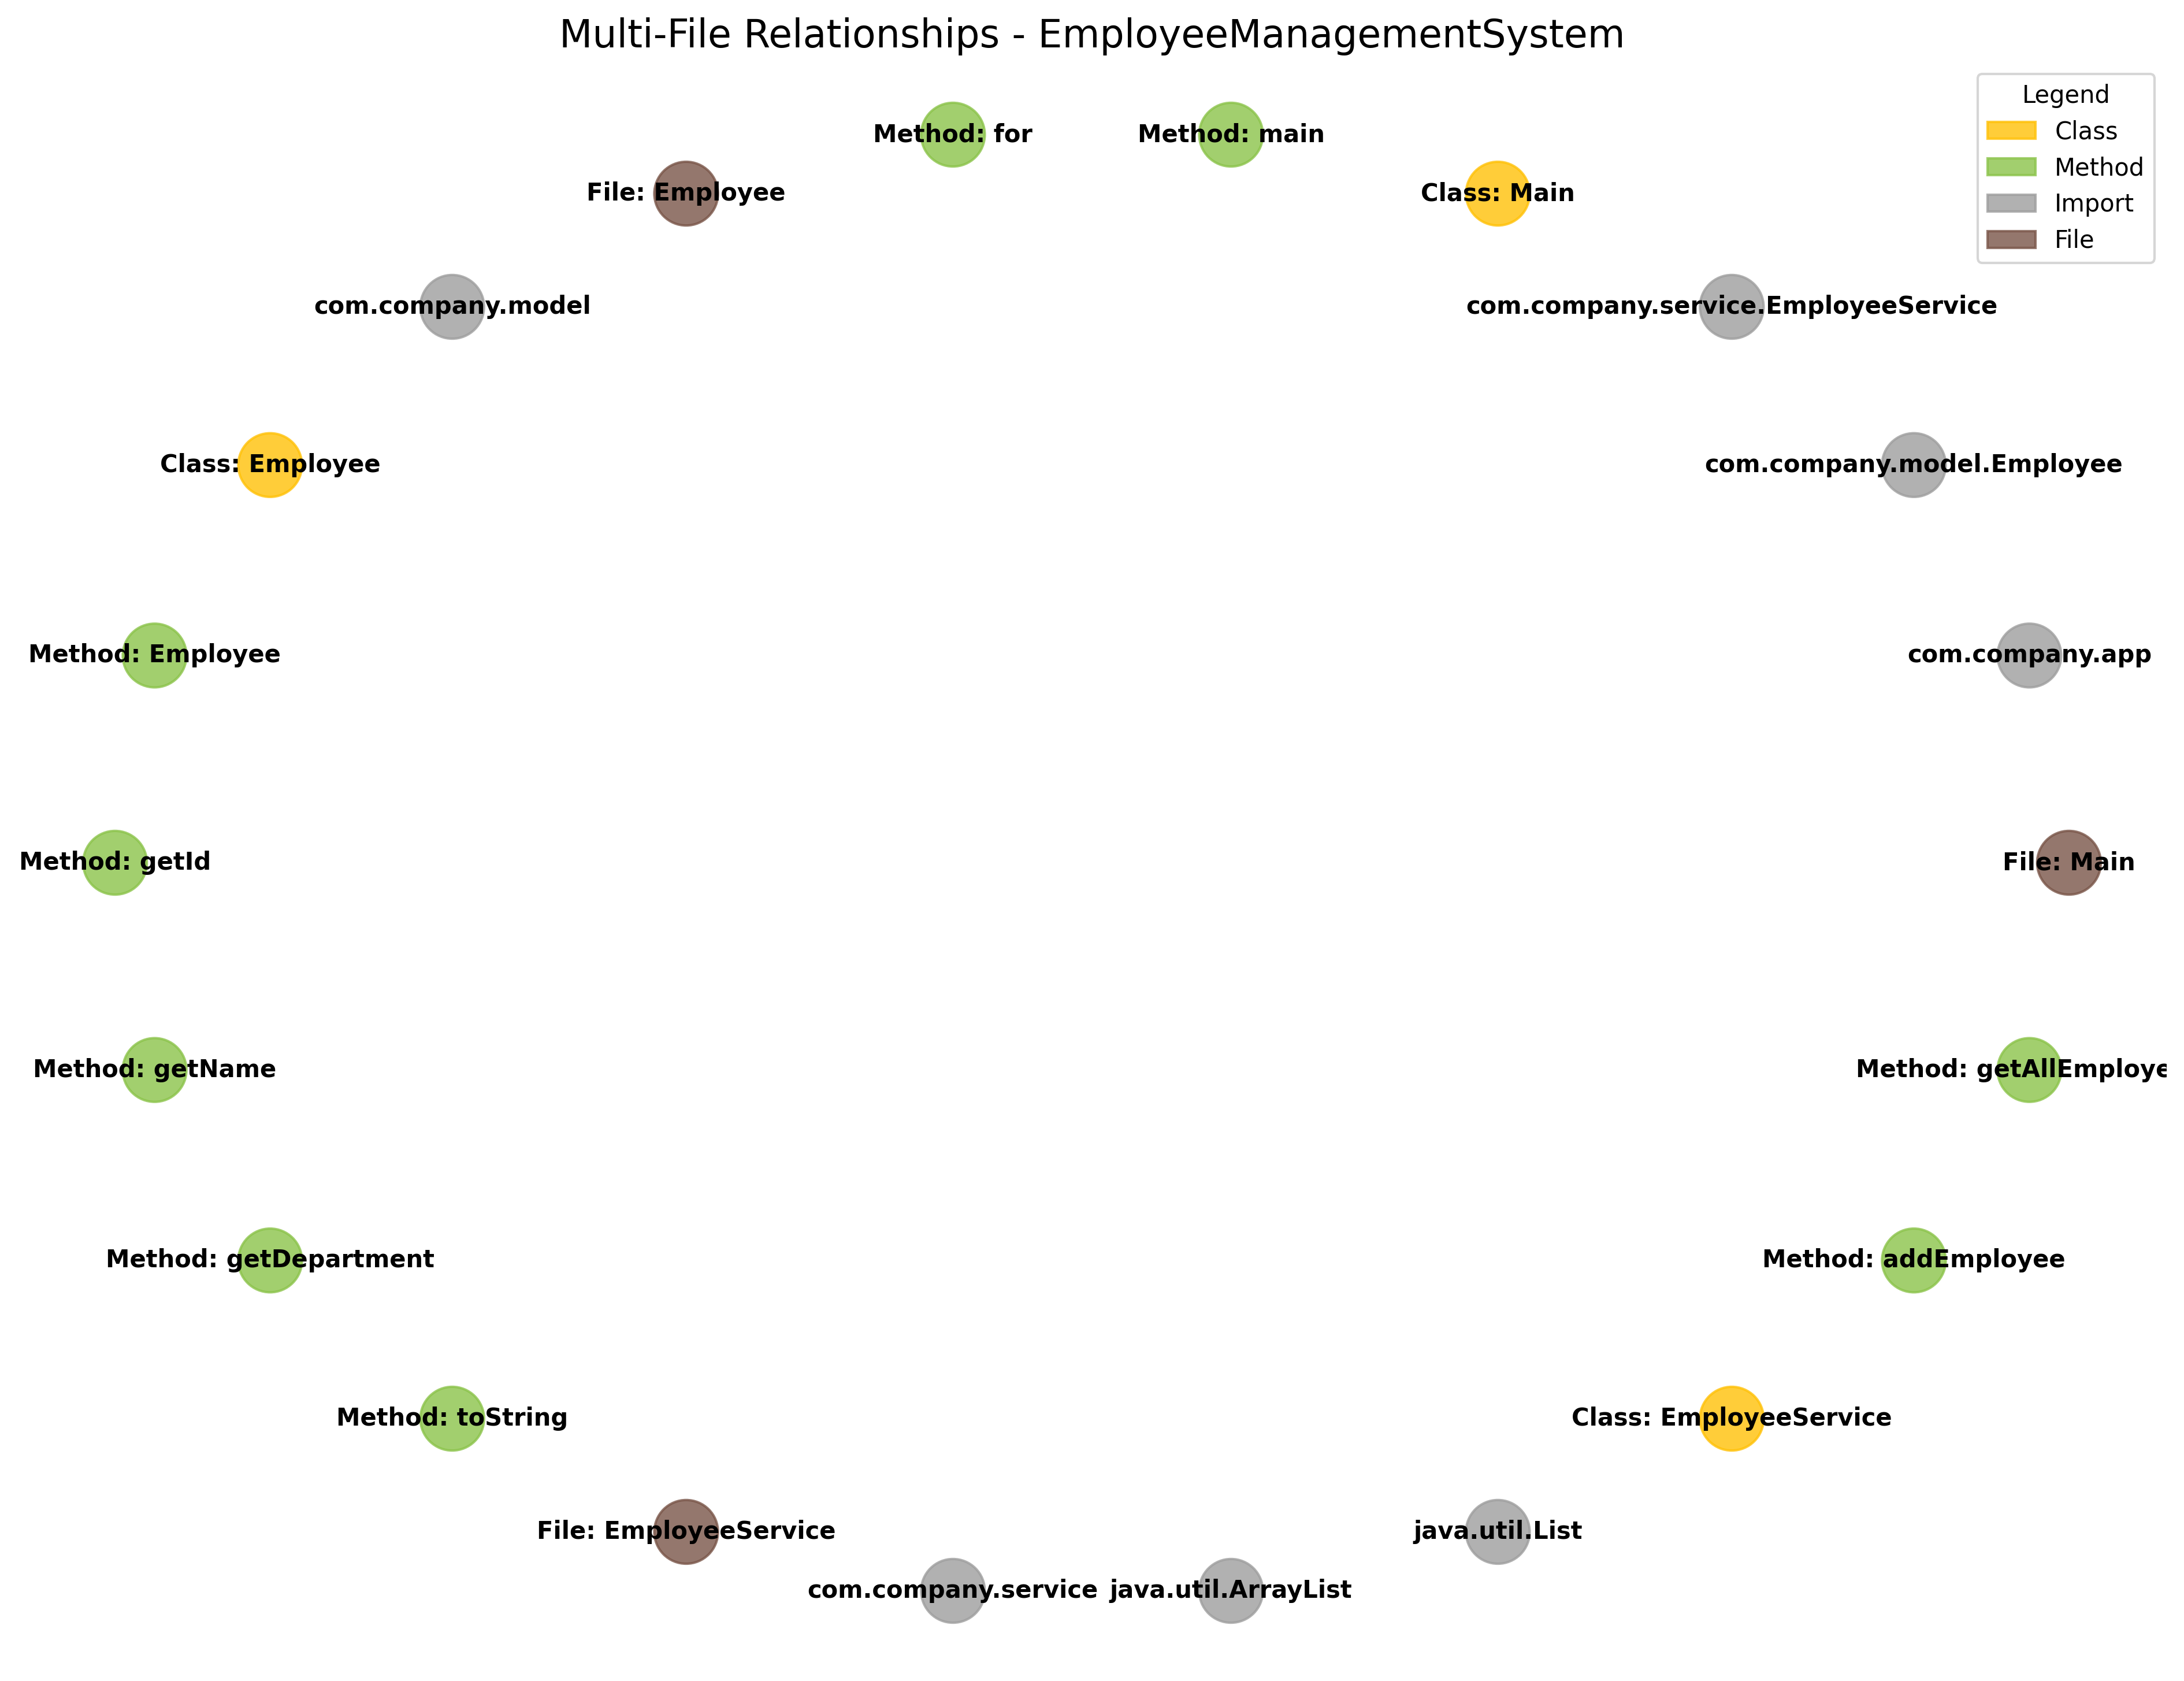 Multi-File Relationships - EmployeeManagementSystem
Legend
Class
Method
Import
File
Method: for
Method: main
File: Employee
Class: Main
com.company.model
com.company.service.EmployeeService
Class: Employee
com.company.model.Employee
Method: Employee
com.company.app
Method: getId
File: Main
Method: getName
Method: getAllEmploye
Method: getDepartment
Method: addEmployee
Method: toString
Class: EmployeeService
File: EmployeeService
java.util.List
com.company.service
java.util.ArrayList